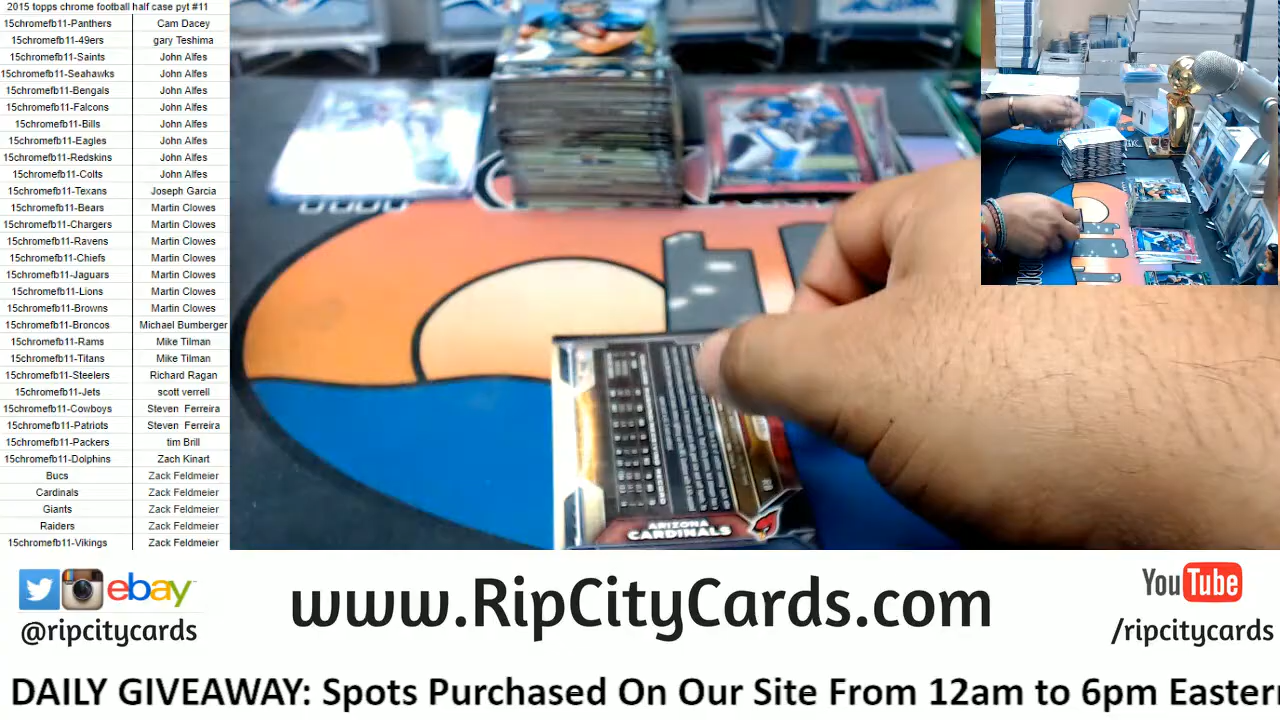 2015 topps chrome football half case pyt #11
15chromefb11-Panthers Cam Dacey
15chromefb11-49ers gary Teshima
15chromefb11-Saints John Alfes
15chromefb11-Seahawks John Alfes
15chromefb11-Bengals John Alfes
15chromefb11-Falcons John Alfes
15chromefb11-Bills John Alfes
15chromefb11-Eagles John Alfes
15chromefb11-Redskins John Alfes
15chromefb11-Colts John Alfes
15chromefb11-Texans Joseph Garcia
15chromefb11-Bears Martin Clowes
15chromefb11-Chargers Martin Clowes
15chromefb11-Ravens Martin Clowes
15chromefb11-Chiefs Martin Clowes
15chromefb11-Jaguars Martin Clowes
15chromefb11-Lions Martin Clowes
15chromefb11-Browns Martin Clowes
15chromefb11-Broncos Michael Bumberger
15chromefb11-Rams Mike Tilman
15chromefb11-Titans Mike Tilman
15chromefb11-Steelers Richard Ragan
15chromefb11-Jets scott verrell
15chromefb11-Cowboys Steven Ferreira
15chromefb11-Patriots Steven Ferreira
15chromefb11-Packers tim Brill
15chromefb11-Dolphins Zach Kinart
Bucs Zack Feldmeier
Cardinals Zack Feldmeier
Giants Zack Feldmeier
Raiders Zack Feldmeier
15chromefb11-Vikings Zack Feldmeier
ARIZONA
CARDINALS
ebay
@ripcitycards
www.RipCityCards.com
YouTube
/ripcitycards
DAILY GIVEAWAY: Spots Purchased On Our Site From 12am to 6pm Eastern